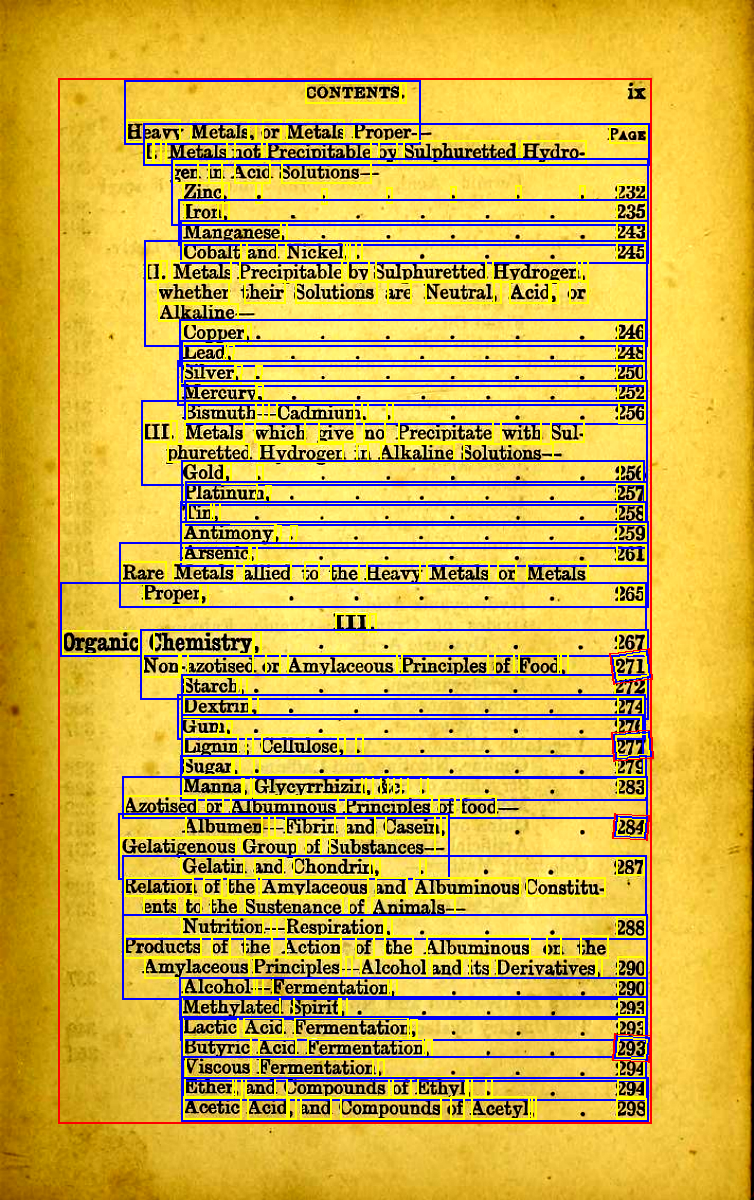 CONTENTS. ix
Heavy Metals, or Metals Proper— PAGE
I. Metals not Precipitable by Sulphuretted Hydro-
gen in Acid Solutions—
Zinc, . . . . . . 232
Iron, . . . . . . 235
Manganese, . . . . . 243
Cobalt and Nickel, . . . . 245
II. Metals Precipitable by Sulphuretted Hydrogen,
whether their Solutions are Neutral, Acid, or
Alkaline—
Copper, . . . . . . 246
Lead, . . . . . . 248
Silver, . . . . . . 250
Mercury, . . . . . . 252
Bismuth—Cadmium, . . . . 256
III. Metals which give no Precipitate with Sul-
phuretted Hydrogen in Alkaline Solutions—
Gold, . . . . . . 256
Platinum, . . . . . 257
Tin, . . . . . . 258
Antimony, . . . . . 259
Arsenic, . . . . . . 261
Rare Metals allied to the Heavy Metals or Metals
Proper, . . . . . 265
III.
Organic Chemistry, . . . . . 267
Non-azotised or Amylaceous Principles of Food, 271
Starch, . . . . . . 272
Dextrin, . . . . . . 274
Gum, . . . . . . 276
Lignin; Cellulose, . . . . 277
Sugar, . . . . . . 279
Manna, Glycyrrhizin, &c. . . . 283
Azotised or Albuminous Principles of food—
Albumen—Fibrin and Casein, . . . 284
Gelatigenous Group of Substances—
Gelatin and Chondrin, . . . 287
Relation of the Amylaceous and Albuminous Constitu-
ents to the Sustenance of Animals—
Nutrition—Respiration, . . . 288
Products of the Action of the Albuminous on the
Amylaceous Principles—Alcohol and its Derivatives, 290
Alcohol—Fermentation, . . . 290
Methylated Spirit, . . . . 293
Lactic Acid Fermentation, . . . 293
Butyric Acid Fermentation, . . . 293
Viscous Fermentation, . . . . 294
Ether, and Compounds of Ethyl, . . . 294
Acetic Acid, and Compounds of Acetyl, . 298